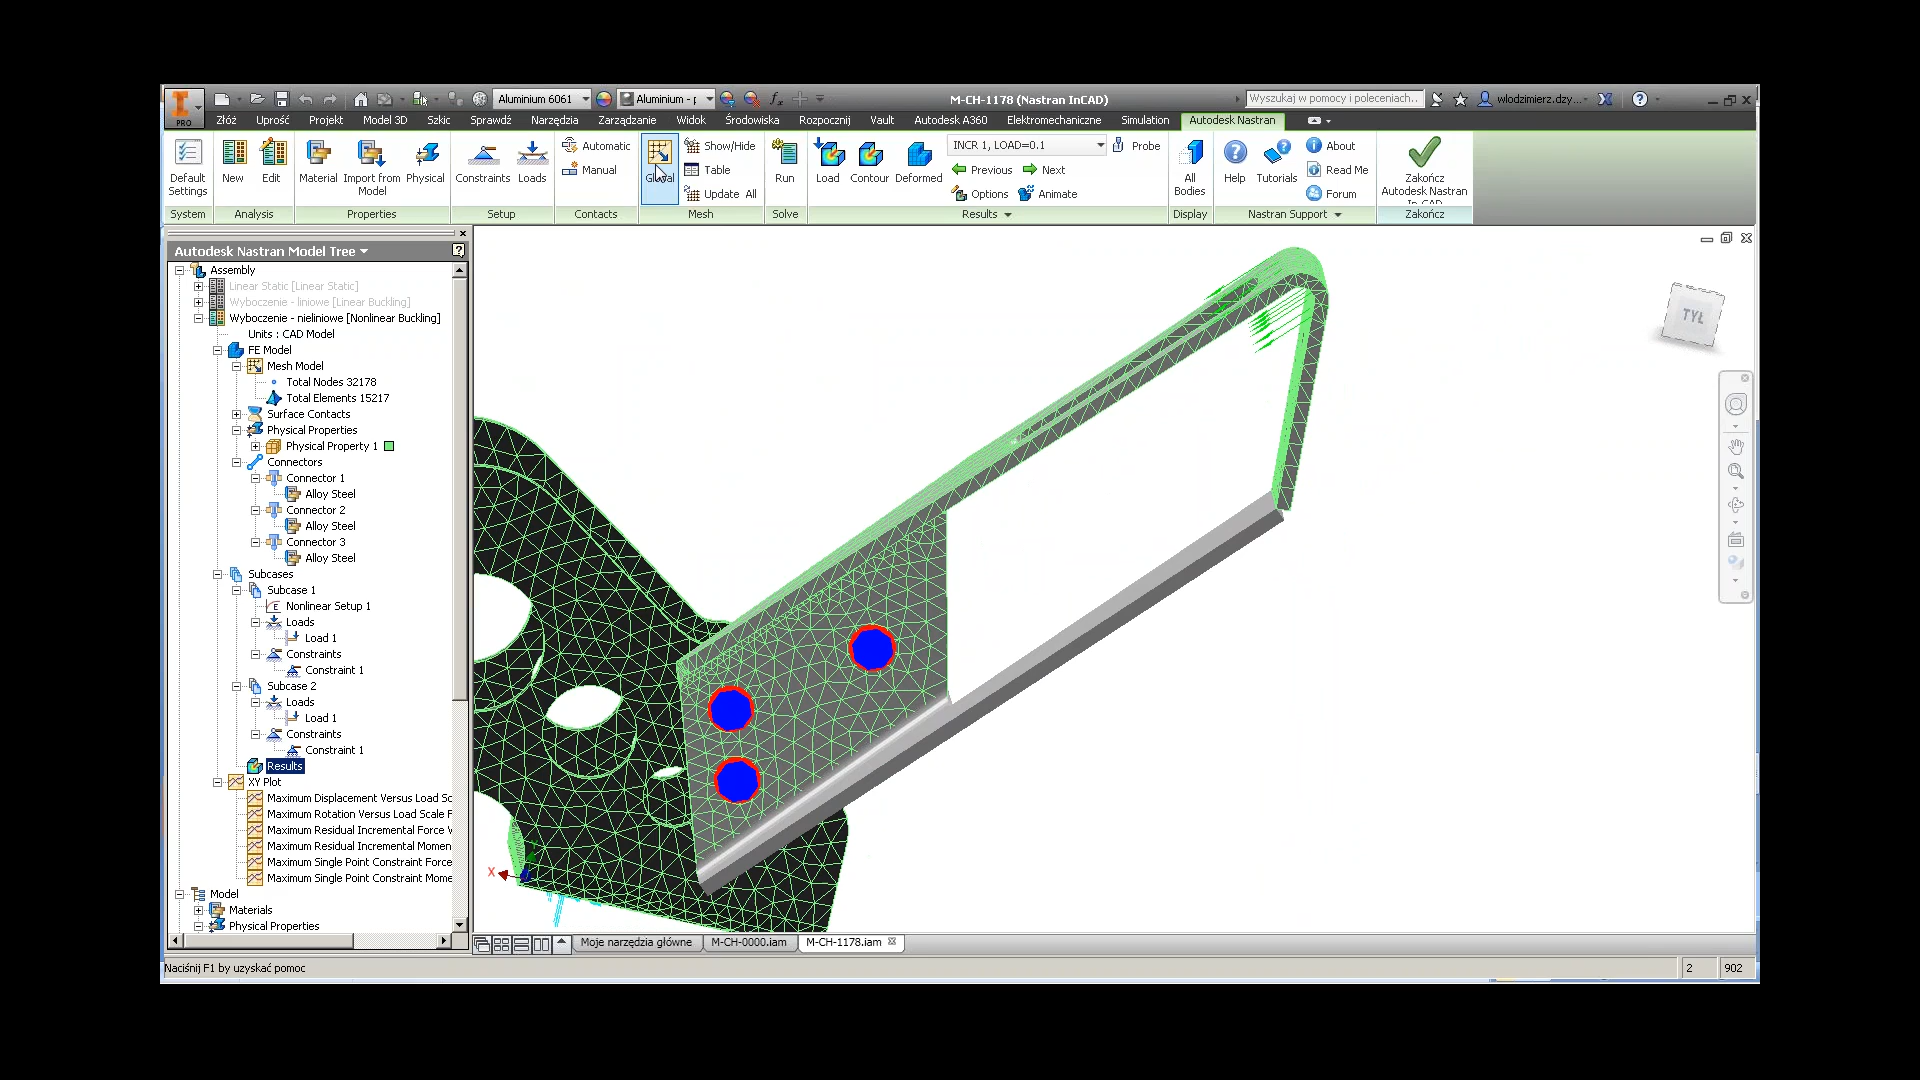 PRO
Aluminium 6061
Aluminium - p
M-CH-1178 (Nastran InCAD)
Wyszukaj w pomocy i poleceniach...
wlodzimierz.dzy...
Złóż Uprość Projekt Model 3D Szkic Sprawdź Narzędzia Zarządzanie Widok Środowiska Rozpocznij Vault Autodesk A360 Elektromechaniczne Simulation Autodesk Nastran
Default Settings
New
Edit
Material
Import from Model
Physical
Constraints
Loads
Automatic
Manual
Global
Show/Hide
Table
Update All
Run
Load
Contour
Deformed
INCR 1, LOAD=0.1
Probe
Previous
Next
Options
Animate
All Bodies
Help
Tutorials
About
Read Me
Forum
Zakończ Autodesk Nastran In-CAD
System Analysis Properties Setup Contacts Mesh Solve Results Display Nastran Support Zakończ
Autodesk Nastran Model Tree
Assembly
Linear Static [Linear Static]
Wyboczenie - liniowe [Linear Buckling]
Wyboczenie - nieliniowe [Nonlinear Buckling]
Units : CAD Model
FE Model
Mesh Model
Total Nodes 32178
Total Elements 15217
Surface Contacts
Physical Properties
Physical Property 1
Connectors
Connector 1
Alloy Steel
Connector 2
Alloy Steel
Connector 3
Alloy Steel
Subcases
Subcase 1
Nonlinear Setup 1
Loads
Load 1
Constraints
Constraint 1
Subcase 2
Loads
Load 1
Constraints
Constraint 1
Results
XY Plot
Maximum Displacement Versus Load Sc
Maximum Rotation Versus Load Scale F
Maximum Residual Incremental Force V
Maximum Residual Incremental Momen
Maximum Single Point Constraint Force
Maximum Single Point Constraint Mome
Model
Materials
Physical Properties
TYŁ
X
Moje narzędzia główne
M-CH-0000.iam
M-CH-1178.iam
Naciśnij F1 by uzyskać pomoc
2
902